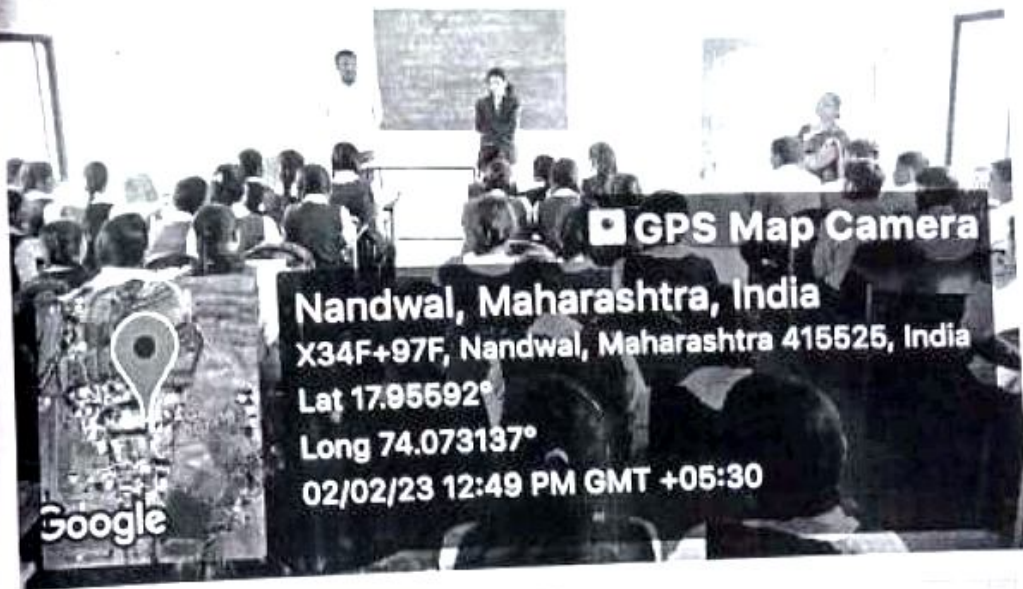 GPS Map Camera
Nandwal, Maharashtra, India
X34F+97F, Nandwal, Maharashtra 415525, India
Lat 17.95592°
Long 74.073137°
02/02/23 12:49 PM GMT +05:30
Google